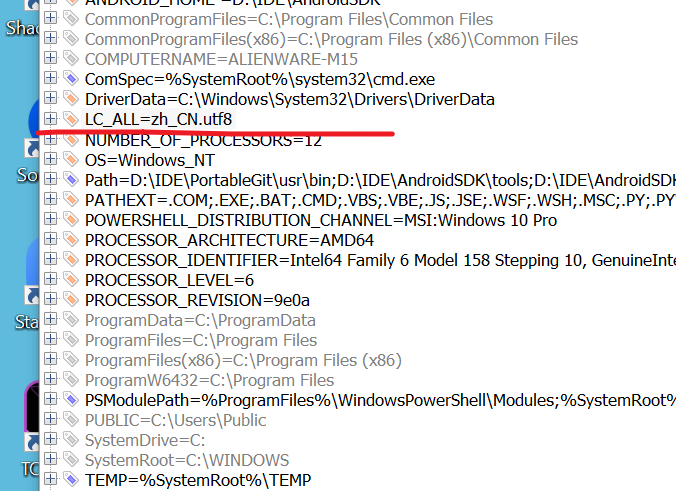 ANDROID_HOME =D:\IDE\AndroidSDK
CommonProgramFiles=C:\Program Files\Common Files
CommonProgramFiles(x86)=C:\Program Files (x86)\Common Files
COMPUTERNAME=ALIENWARE-M15
ComSpec=%SystemRoot%\system32\cmd.exe
DriverData=C:\Windows\System32\Drivers\DriverData
LC_ALL=zh_CN.utf8
NUMBER_OF_PROCESSORS=12
OS=Windows_NT
Path=D:\IDE\PortableGit\usr\bin;D:\IDE\AndroidSDK\tools;D:\IDE\AndroidSD
PATHEXT=.COM;.EXE;.BAT;.CMD;.VBS;.VBE;.JS;.JSE;.WSF;.WSH;.MSC;.PY;.PY
POWERSHELL_DISTRIBUTION_CHANNEL=MSI:Windows 10 Pro
PROCESSOR_ARCHITECTURE=AMD64
PROCESSOR_IDENTIFIER=Intel64 Family 6 Model 158 Stepping 10, GenuineInte
PROCESSOR_LEVEL=6
PROCESSOR_REVISION=9e0a
ProgramData=C:\ProgramData
ProgramFiles=C:\Program Files
ProgramFiles(x86)=C:\Program Files (x86)
ProgramW6432=C:\Program Files
PSModulePath=%ProgramFiles%\WindowsPowerShell\Modules;%SystemRoot%
PUBLIC=C:\Users\Public
SystemDrive=C:
SystemRoot=C:\WINDOWS
TEMP=%SystemRoot%\TEMP
Shad
So
Sta
TC